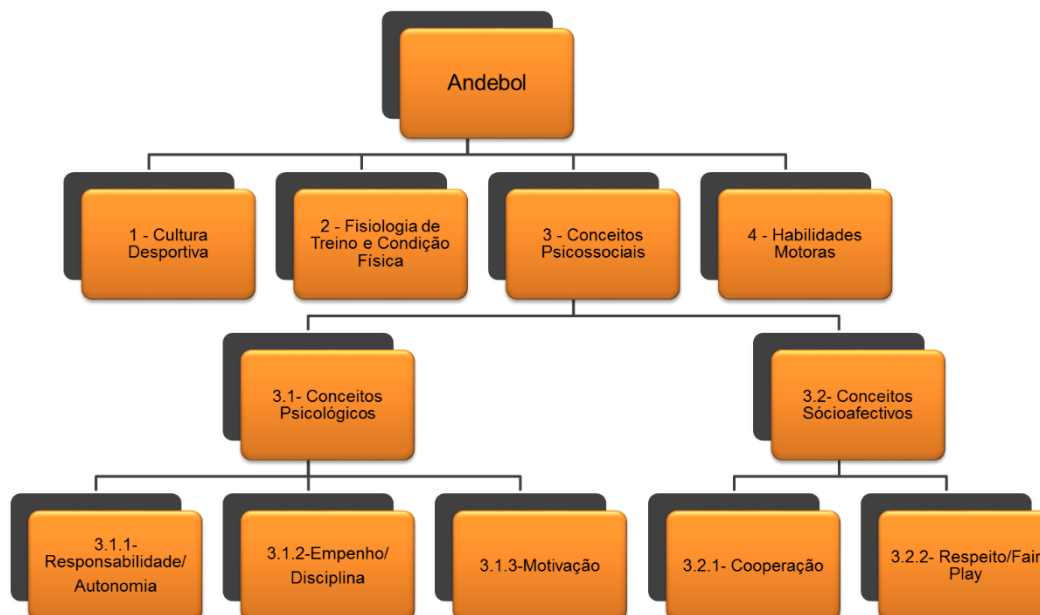 Andebol
1 - Cultura
Desportiva
2 - Fisiologia de
Treino e Condição
Física
3 - Conceitos
Psicossociais
4 - Habilidades
Motoras
3.1- Conceitos
Psicológicos
3.2- Conceitos
Sócioafectivos
3.1.1-
Responsabilidade/
Autonomia
3.1.2-Empenho/
Disciplina
3.1.3-Motivação
3.2.1- Cooperação
3.2.2- Respeito/Fair
Play